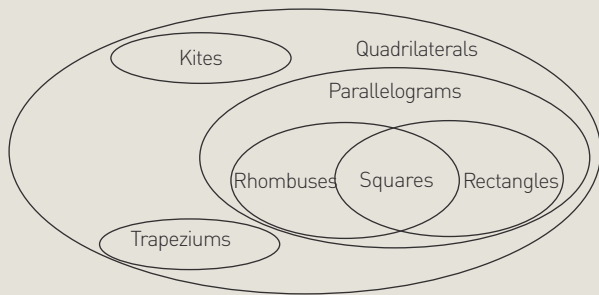 Kites
Quadrilaterals
Parallelograms
Rhombuses Squares Rectangles
Trapeziums